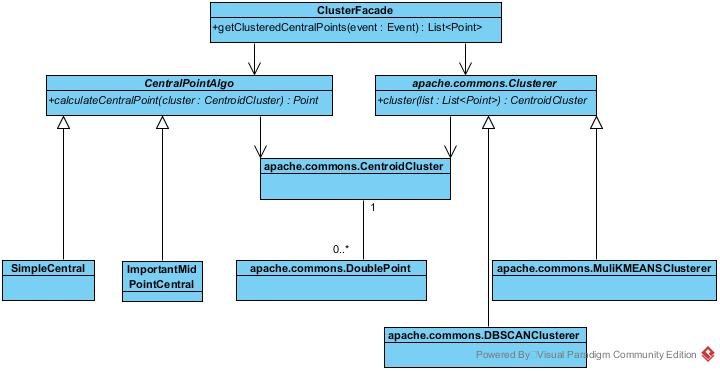 ClusterFacade
+getClusteredCentralPoints(event : Event) : List<Point>
CentralPointAlgo
+calculateCentralPoint(cluster : CentroidCluster) : Point
apache.commons.Clusterer
+cluster(list : List<Point>) : CentroidCluster
apache.commons.CentroidCluster
1
0..*
SimpleCentral
ImportantMid
PointCentral
apache.commons.DoublePoint
apache.commons.MuliKMEANSClusterer
apache.commons.DBSCANClusterer
Powered By Visual Paradigm Community Edition